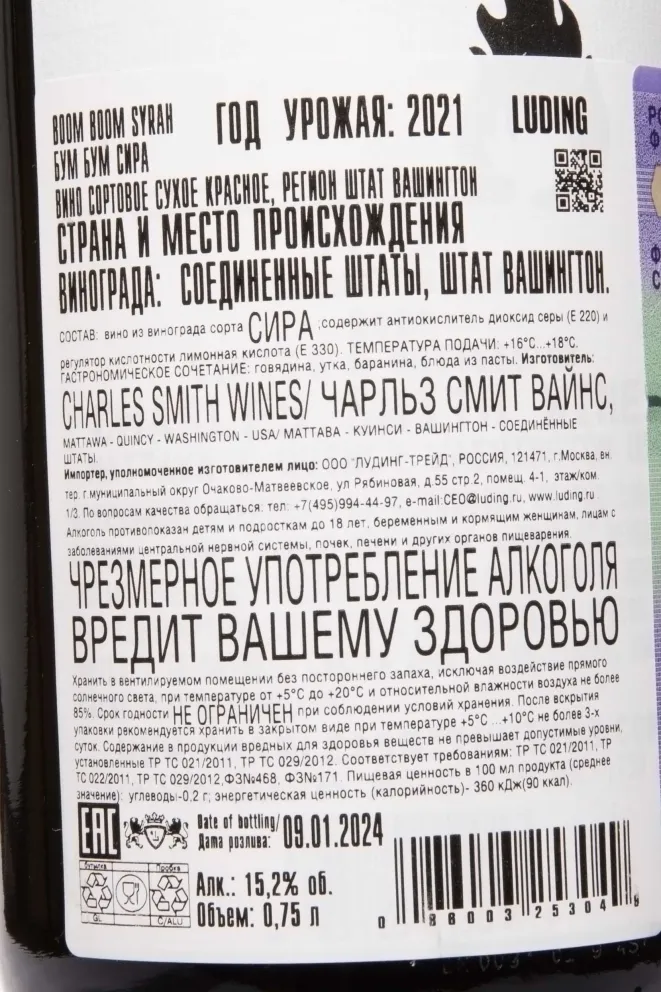 BOOM BOOM SYRAH
ГОД УРОЖАЯ: 2021
LUDING
БУМ БУМ СИРА
ВИНО СОРТОВОЕ СУХОЕ КРАСНОЕ, РЕГИОН ШТАТ ВАШИНГТОН
СТРАНА И МЕСТО ПРОИСХОЖДЕНИЯ
ВИНОГРАДА: СОЕДИНЕННЫЕ ШТАТЫ, ШТАТ ВАШИНГТОН.
СОСТАВ: вино из винограда сорта СИРА ;содержит антиокислитель диоксид серы (Е 220) и
регулятор кислотности лимонная кислота (Е 330). ТЕМПЕРАТУРА ПОДАЧИ: +16°С...+18°С.
ГАСТРОНОМИЧЕСКОЕ СОЧЕТАНИЕ: говядина, утка, баранина, блюда из пасты. Изготовитель:
CHARLES SMITH WINES/ ЧАРЛЬЗ СМИТ ВАЙНС,
MATTAWA - QUINCY - WASHINGTON - USA/ МАТТАВА - КУИНСИ - ВАШИНГТОН - СОЕДИНЁННЫЕ
ШТАТЫ.
Импортер, уполномоченное изготовителем лицо: ООО "ЛУДИНГ-ТРЕЙД", РОССИЯ, 121471, г.Москва, вн.
тер. г.муниципальный округ Очаково-Матвеевское, ул Рябиновая, д.55 стр.2, помещ. 4-1, этаж/ком.
1/3. По вопросам качества обращаться: тел: +7(495)994-44-97, e-mail:CEO@luding.ru, www.luding.ru
Алкоголь противопоказан детям и подросткам до 18 лет, беременным и кормящим женщинам, лицам с
заболеваниями центральной нервной системы, почек, печени и других органов пищеварения.
ЧРЕЗМЕРНОЕ УПОТРЕБЛЕНИЕ АЛКОГОЛЯ
ВРЕДИТ ВАШЕМУ ЗДОРОВЬЮ
Хранить в вентилируемом помещении без постороннего запаха, исключая воздействие прямого
солнечного света, при температуре от +5°С до +20°С и относительной влажности воздуха не более
85%. Срок годности НЕ ОГРАНИЧЕН при соблюдении условий хранения. После вскрытия
упаковки рекомендуется хранить в закрытом виде при температуре +5°С ...+10°С не более 3-х
суток. Содержание в продукции вредных для здоровья веществ не превышает допустимые уровни,
установленные ТР ТС 021/2011, ТР ТС 029/2012. Соответствует требованиям: ТР ТС 021/2011, ТР
ТС 022/2011, ТР ТС 029/2012,ФЗ№468, ФЗ№171. Пищевая ценность в 100 мл продукта (среднее
значение): углеводы-0,2 г; энергетическая ценность (калорийность)- 360 кДж(90 ккал).
EAC
Date of bottling/
Дата розлива: 09.01.2024
Бутылка Пробка
GL C/ALU
Алк.: 15,2% об.
Объем: 0,75 л
0 86003 25304 9